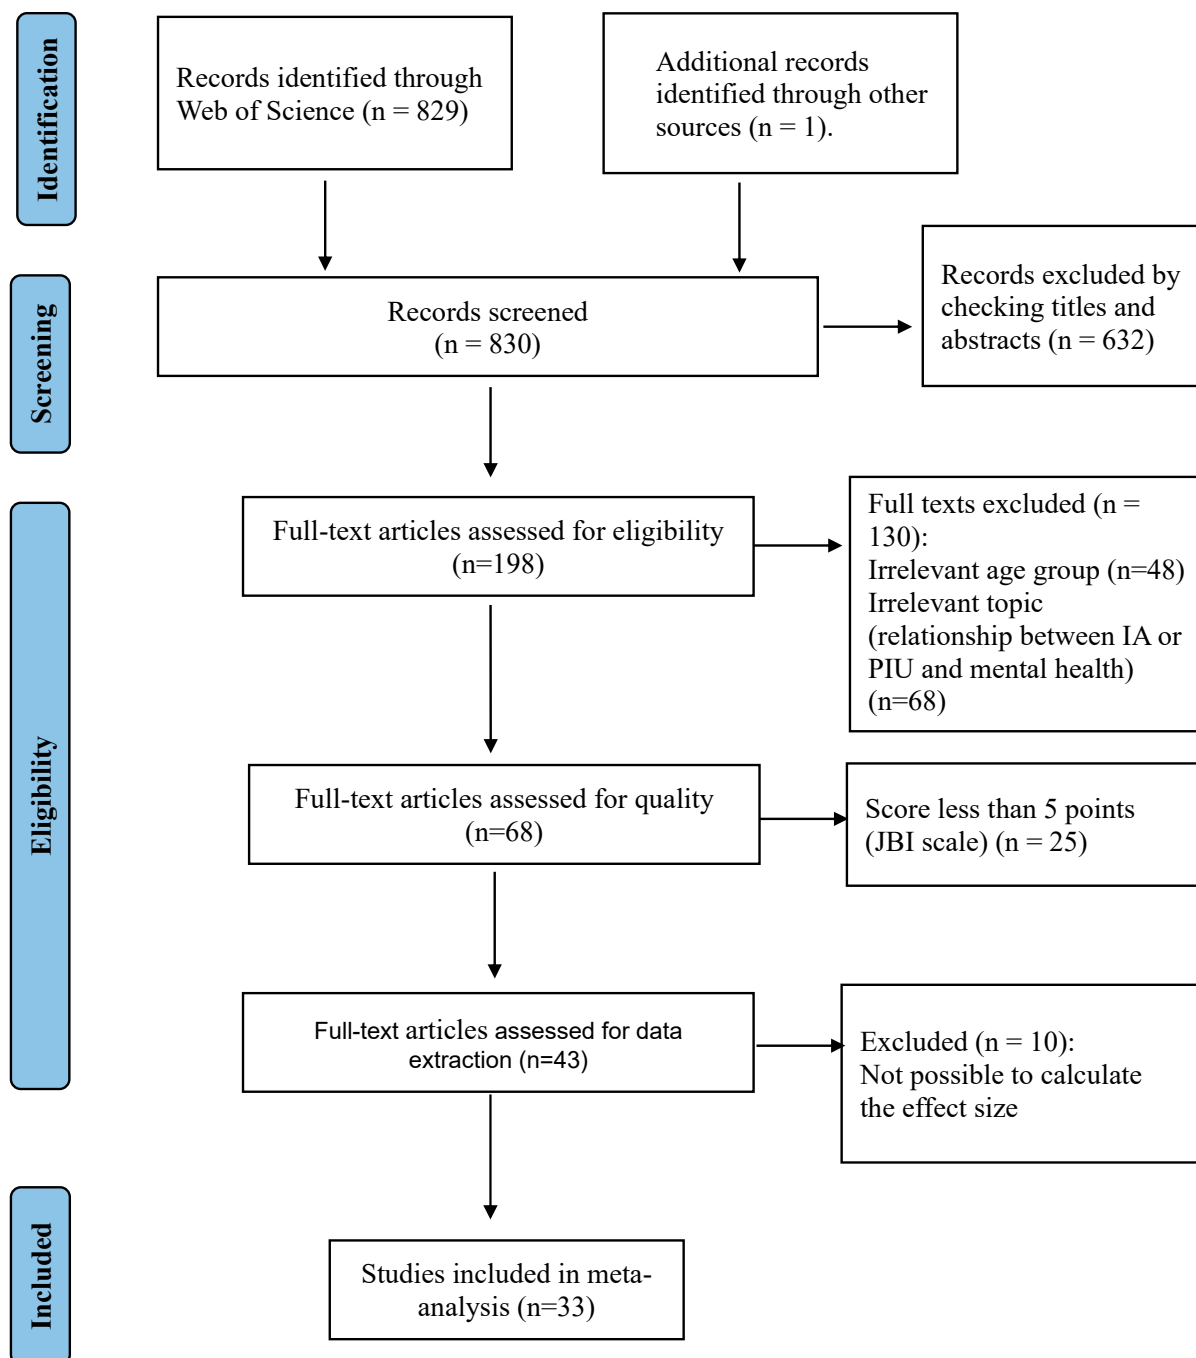 Identification
Records identified through
Web of Science (n = 829)
Additional records
identified through other
sources (n = 1).
Screening
Records screened
(n = 830)
Records excluded by
checking titles and
abstracts (n = 632)
Eligibility
Full-text articles assessed for eligibility
(n=198)
Full texts excluded (n =
130):
Irrelevant age group (n=48)
Irrelevant topic
(relationship between IA or
PIU and mental health)
(n=68)
Full-text articles assessed for quality
(n=68)
Score less than 5 points
(JBI scale) (n = 25)
Full-text articles assessed for data
extraction (n=43)
Excluded (n = 10):
Not possible to calculate
the effect size
Included
Studies included in meta-
analysis (n=33)